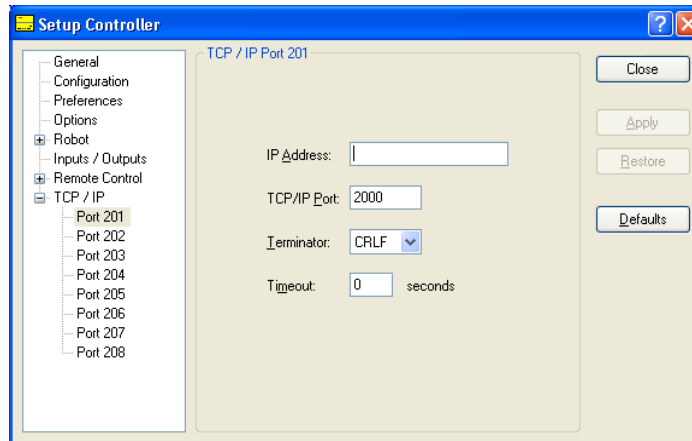 Setup Controller
General
Configuration
Preferences
Options
Robot
Inputs / Outputs
Remote Control
TCP / IP
Port 201
Port 202
Port 203
Port 204
Port 205
Port 206
Port 207
Port 208
TCP / IP Port 201
IP Address:
TCP/IP Port: 2000
Terminator: CRLF
Timeout: 0 seconds
Close
Apply
Restore
Defaults